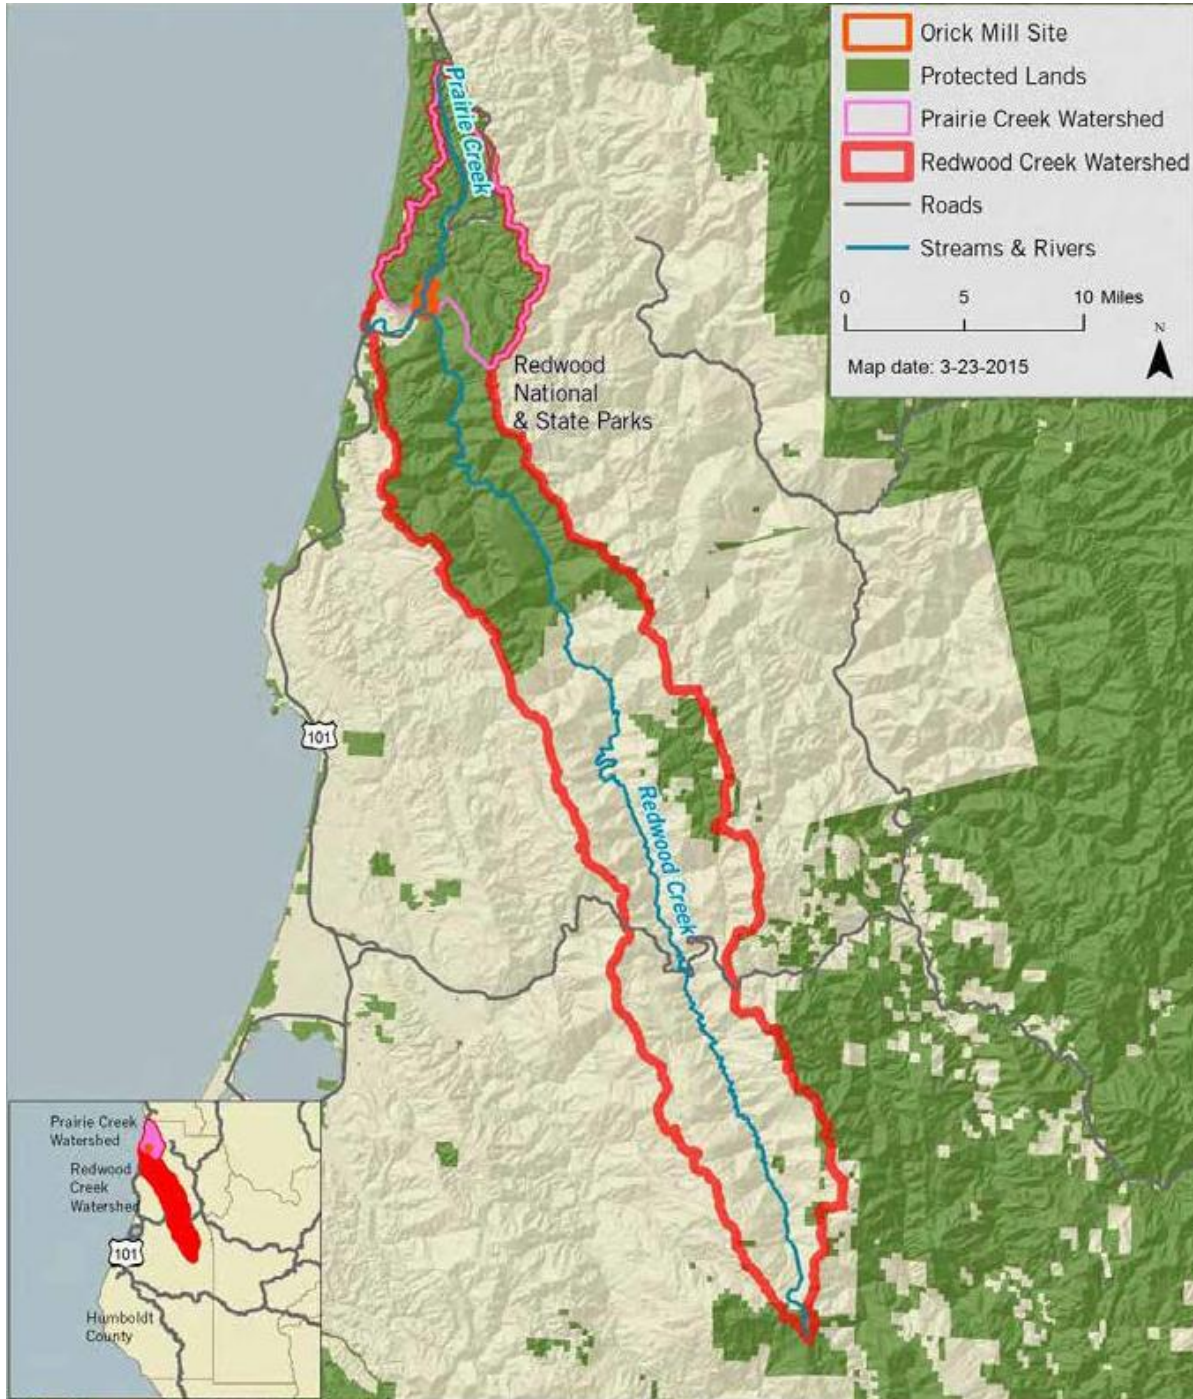 Orick Mill Site
Protected Lands
Prairie Creek Watershed
Redwood Creek Watershed
Roads
Streams & Rivers
0 5 10 Miles
N
Map date: 3-23-2015
Prairie Creek
Redwood
National
& State Parks
101
Redwood Creek
Prairie Creek
Watershed
Redwood
Creek
Watershed
101
Humboldt
County